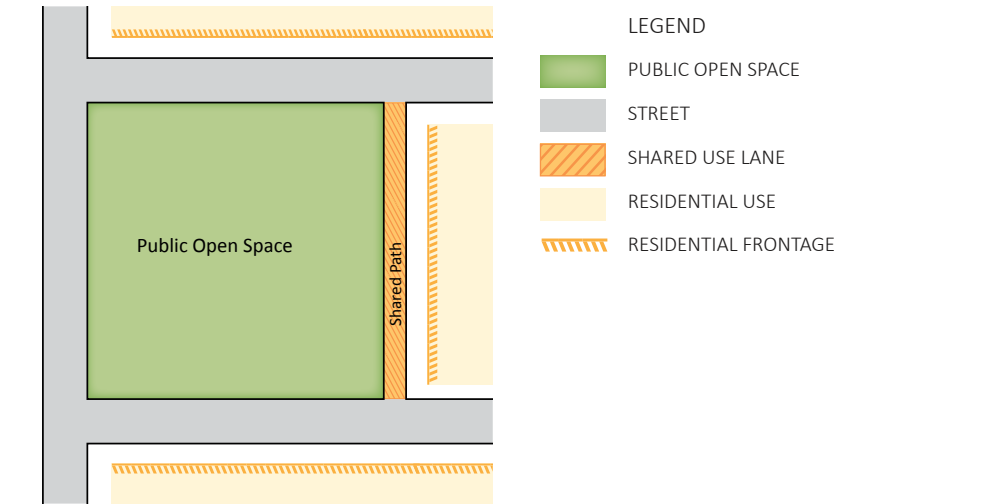 LEGEND
PUBLIC OPEN SPACE
STREET
SHARED USE LANE
RESIDENTIAL USE
RESIDENTIAL FRONTAGE
Public Open Space
Shared Path